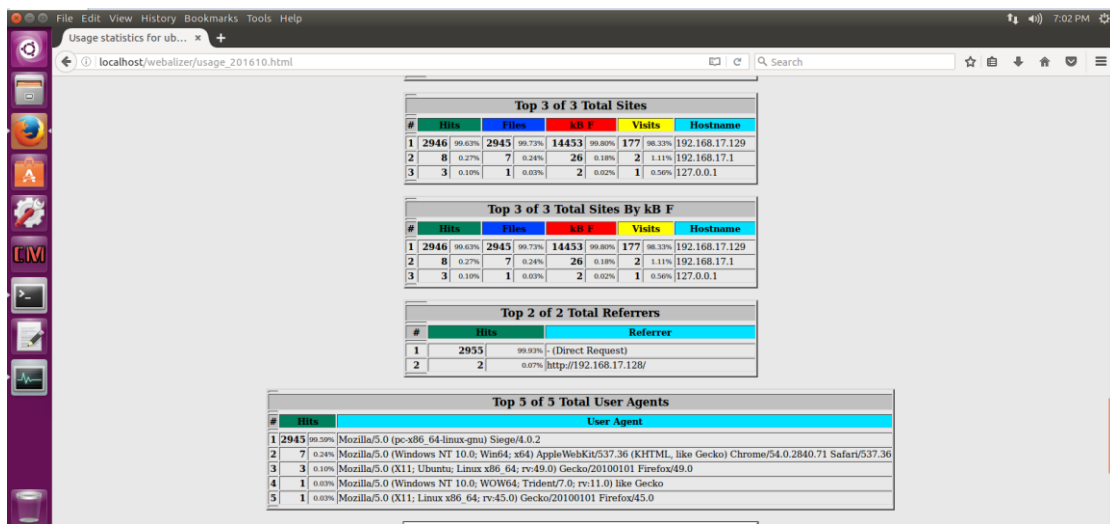 File Edit View History Bookmarks Tools Help 7:02 PM
Usage statistics for ub... × +
localhost/webalizer/usage_201610.html Search
Top 3 of 3 Total Sites
# Hits Files kB F Visits Hostname
1 2946 99.63% 2945 99.73% 14453 99.80% 177 98.33% 192.168.17.129
2 8 0.27% 7 0.24% 26 0.18% 2 1.11% 192.168.17.1
3 3 0.10% 1 0.03% 2 0.02% 1 0.56% 127.0.0.1
Top 3 of 3 Total Sites By kB F
# Hits Files kB F Visits Hostname
1 2946 99.63% 2945 99.73% 14453 99.80% 177 98.33% 192.168.17.129
2 8 0.27% 7 0.24% 26 0.18% 2 1.11% 192.168.17.1
3 3 0.10% 1 0.03% 2 0.02% 1 0.56% 127.0.0.1
Top 2 of 2 Total Referrers
# Hits Referrer
1 2955 99.93% - (Direct Request)
2 2 0.07% http://192.168.17.128/
Top 5 of 5 Total User Agents
# Hits User Agent
1 2945 99.59% Mozilla/5.0 (pc-x86_64-linux-gnu) Siege/4.0.2
2 7 0.24% Mozilla/5.0 (Windows NT 10.0; Win64; x64) AppleWebKit/537.36 (KHTML, like Gecko) Chrome/54.0.2840.71 Safari/537.36
3 3 0.10% Mozilla/5.0 (X11; Ubuntu; Linux x86_64; rv:49.0) Gecko/20100101 Firefox/49.0
4 1 0.03% Mozilla/5.0 (Windows NT 10.0; WOW64; Trident/7.0; rv:11.0) like Gecko
5 1 0.03% Mozilla/5.0 (X11; Linux x86_64; rv:45.0) Gecko/20100101 Firefox/45.0